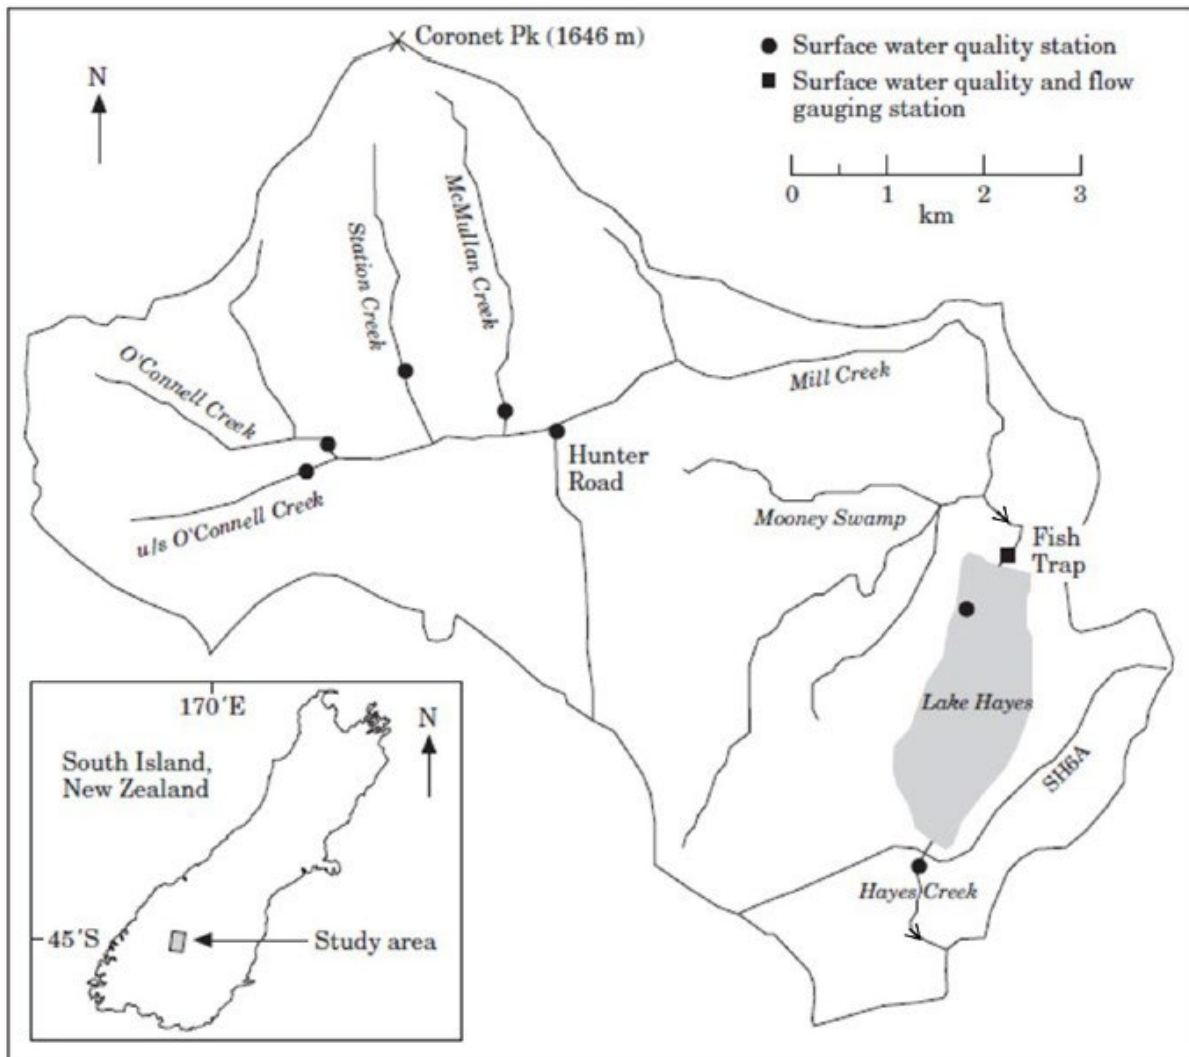 Coronet Pk (1646 m)
Surface water quality station
Surface water quality and flow
gauging station
N
0 1 2 3
km
McMullan Creek
Station Creek
O'Connell Creek
Mill Creek
Hunter
Road
u/s O'Connell Creek
Mooney Swamp
Fish
Trap
Lake Hayes
SH6A
Hayes Creek
170´E
N
South Island,
New Zealand
45´S
Study area